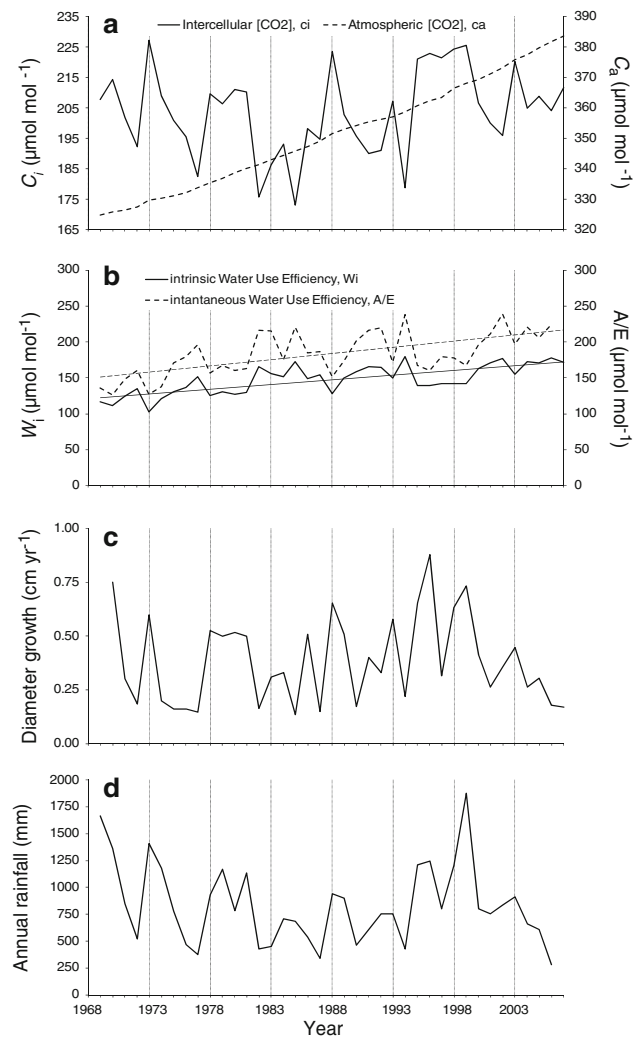 a
Intercellular [CO2], ci
Atmospheric [CO2], ca
235
225
215
205
195
185
175
165
Ci (µmol mol -1)
390
380
370
360
350
340
330
320
Ca (µmol mol-1)
b
intrinsic Water Use Efficiency, Wi
intantaneous Water Use Efficiency, A/E
300
250
200
150
100
50
0
Wi (µmol mol-1)
300
250
200
150
100
50
0
A/E (µmol mol-1)
c
1.00
0.75
0.50
0.25
0.00
Diameter growth (cm yr-1)
d
2000
1750
1500
1250
1000
750
500
250
0
Annual rainfall (mm)
1968 1973 1978 1983 1988 1993 1998 2003
Year